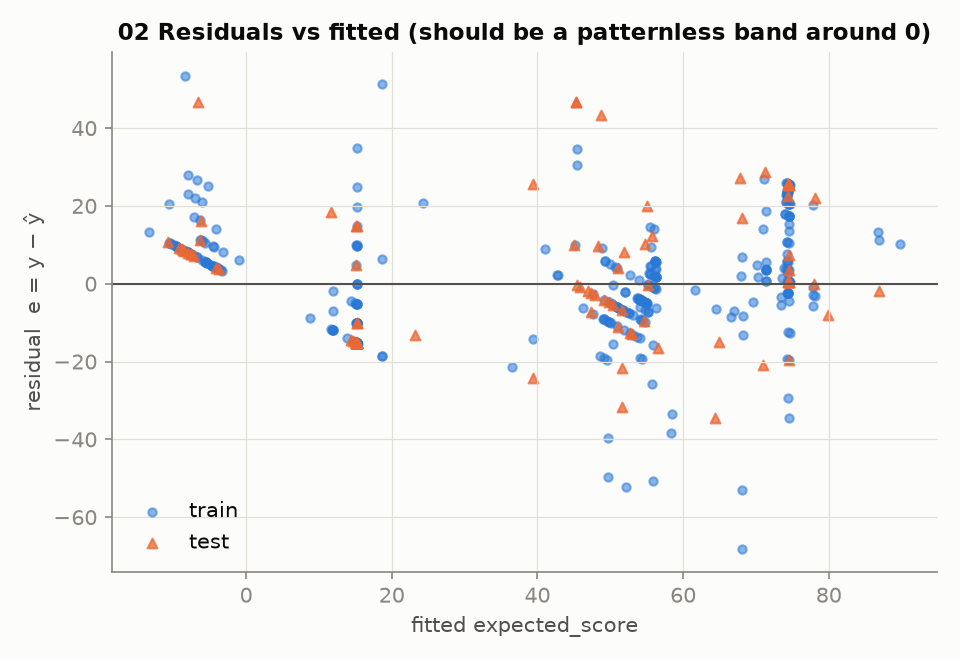 02 Residuals vs fitted (should be a patternless band around 0)
residual e = y − ŷ
40
20
0
−20
−40
−60
train
test
0
20
40
60
80
fitted expected_score